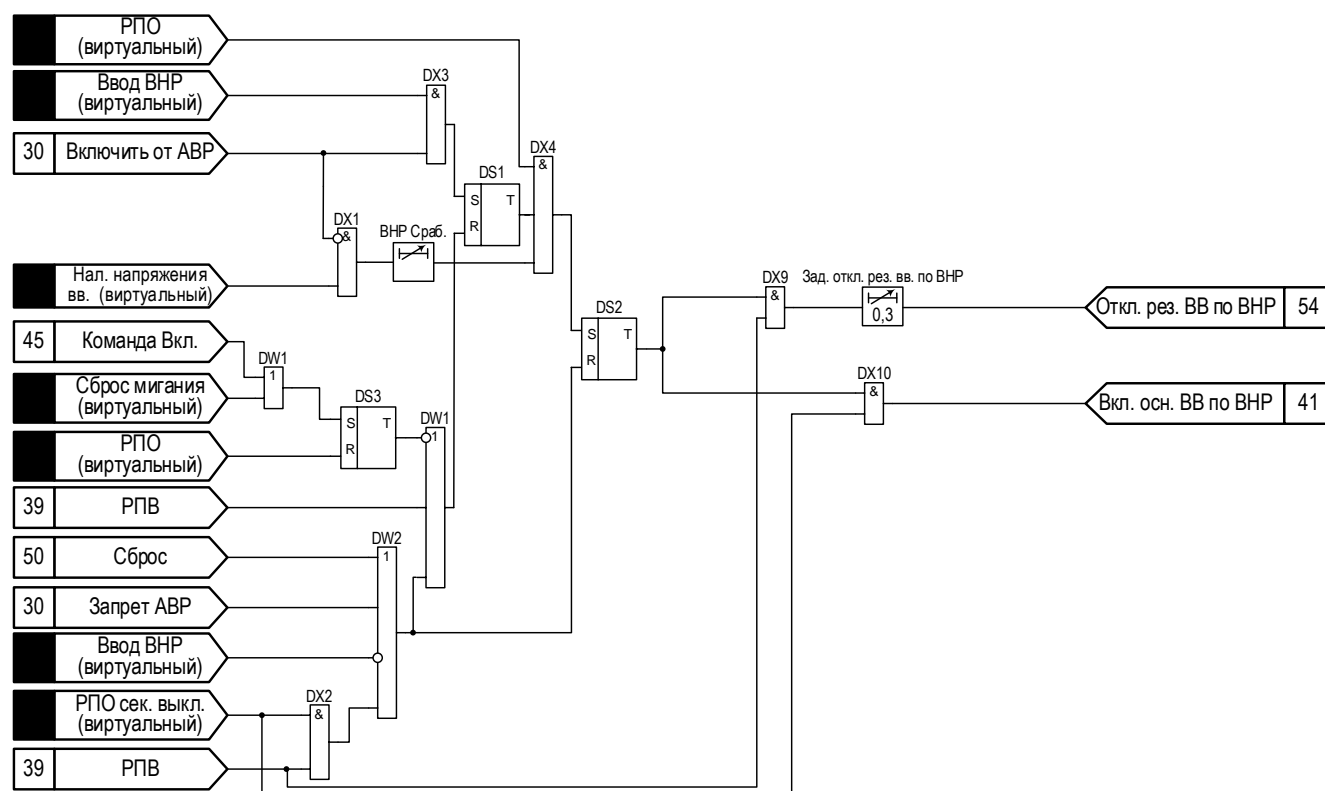 РПО
(виртуальный)
Ввод ВНР
(виртуальный)
30 Включить от АВР
Нал. напряжения
вв. (виртуальный)
45 Команда Вкл.
Сброс мигания
(виртуальный)
РПО
(виртуальный)
39 РПВ
50 Сброс
30 Запрет АВР
Ввод ВНР
(виртуальный)
РПО сек. выкл.
(виртуальный)
39 РПВ
DX3
&
DX4
&
DS1
S T
R
DX1
&
ВНР Сраб.
DW1
1
DS3
S T
R
DW1
1
DW2
1
DX2
&
DS2
S T
R
DX9
&
Зад. откл. рез. вв. по ВНР
0,3
DX10
&
Откл. рез. ВВ по ВНР 54
Вкл. осн. ВВ по ВНР 41